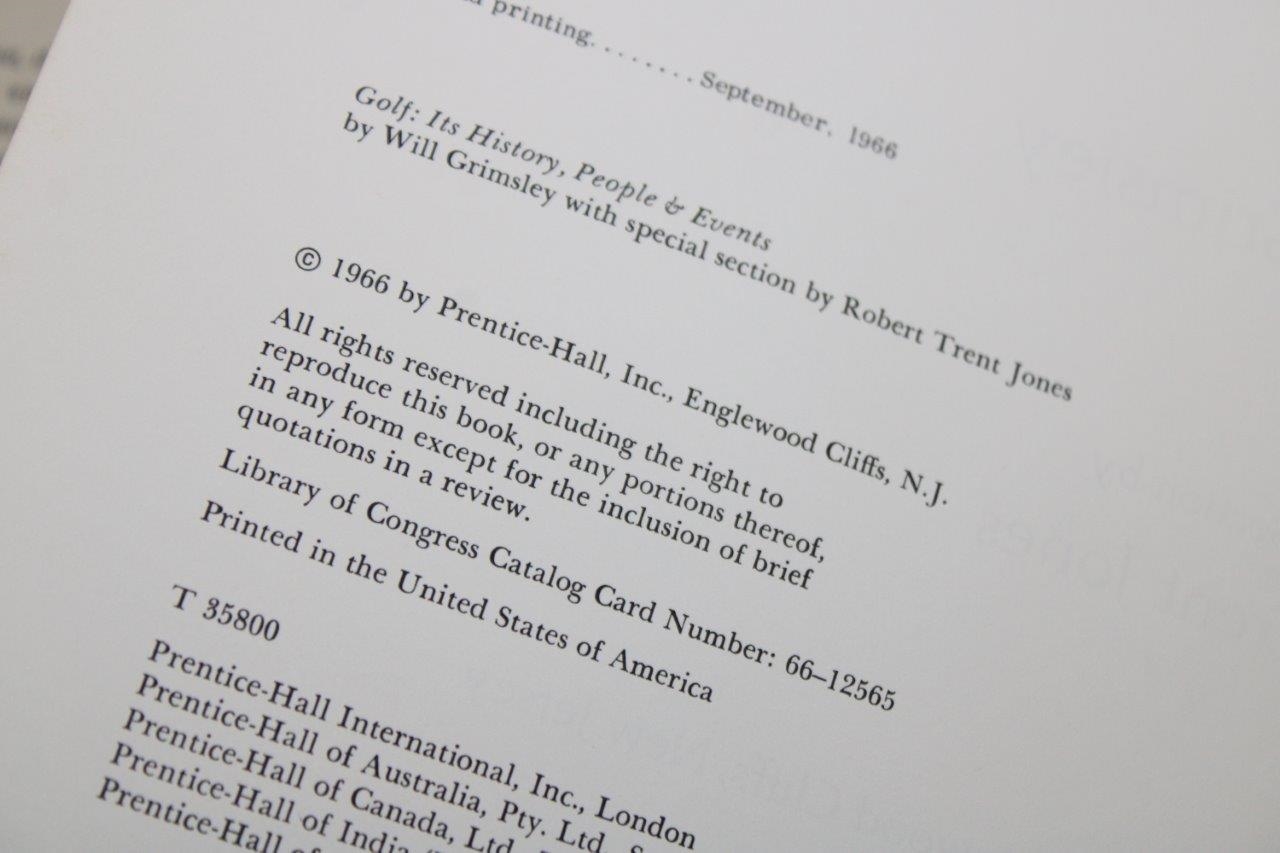 printing........September, 1966
Golf: Its History, People & Events
by Will Grimsley with special section by Robert Trent Jones
© 1966 by Prentice-Hall, Inc., Englewood Cliffs, N.J.
All rights reserved including the right to
reproduce this book, or any portions thereof,
in any form except for the inclusion of brief
quotations in a review.
Library of Congress Catalog Card Number: 66–12565
Printed in the United States of America
T 35800
Prentice-Hall International, Inc., London
Prentice-Hall of Australia, Pty. Ltd.,
Prentice-Hall of Canada, Ltd.,
Prentice-Hall of India
Prentice-Hall of